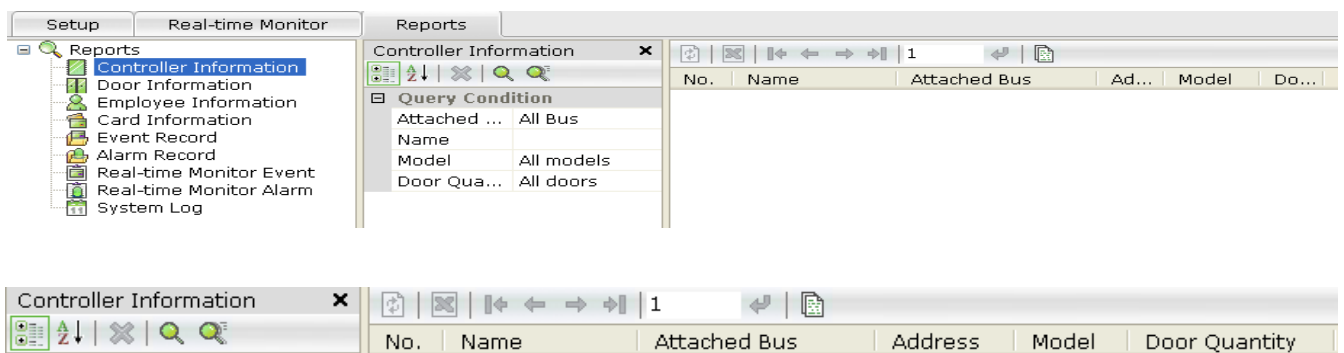 Setup Real-time Monitor Reports
Reports
Controller Information
Door Information
Employee Information
Card Information
Event Record
Alarm Record
Real-time Monitor Event
Real-time Monitor Alarm
System Log
Controller Information
Query Condition
Attached ... All Bus
Name
Model All models
Door Qua... All doors
1
No. Name Attached Bus Ad... Model Do...
Controller Information
1
No. Name Attached Bus Address Model Door Quantity